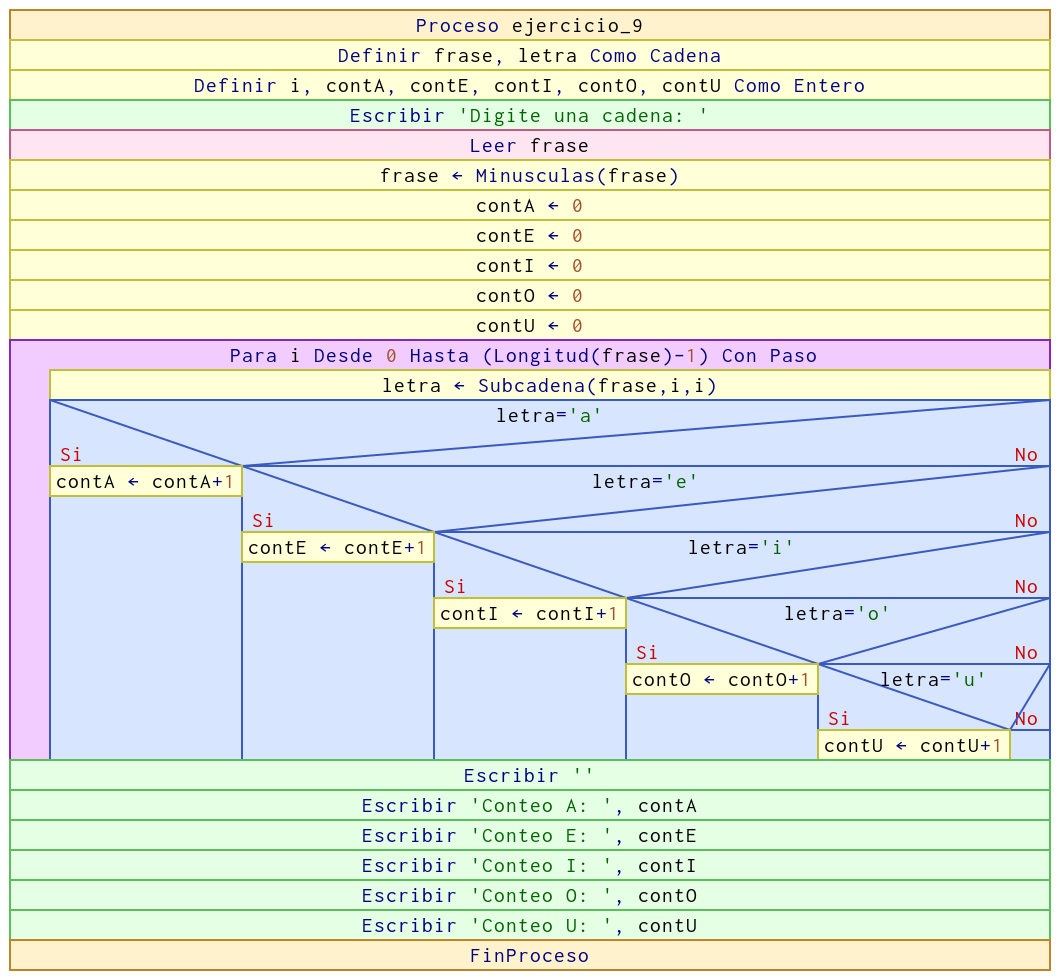 Proceso ejercicio_9
Definir frase, letra Como Cadena
Definir i, contA, contE, contI, contO, contU Como Entero
Escribir 'Digite una cadena: '
Leer frase
frase ← Minusculas(frase)
contA ← 0
contE ← 0
contI ← 0
contO ← 0
contU ← 0
Para i Desde 0 Hasta (Longitud(frase)-1) Con Paso
letra ← Subcadena(frase,i,i)
letra='a'
Si No
contA ← contA+1 letra='e'
Si No
contE ← contE+1 letra='i'
Si No
contI ← contI+1 letra='o'
Si No
contO ← contO+1 letra='u'
Si No
contU ← contU+1
Escribir ''
Escribir 'Conteo A: ', contA
Escribir 'Conteo E: ', contE
Escribir 'Conteo I: ', contI
Escribir 'Conteo O: ', contO
Escribir 'Conteo U: ', contU
FinProceso